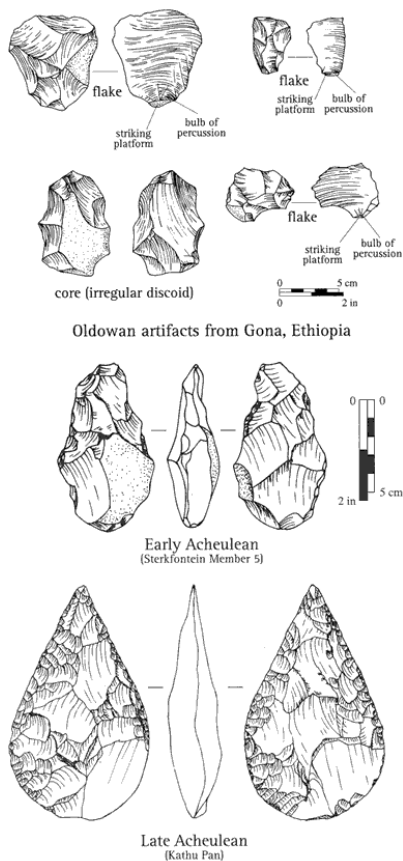 flake
striking
platform
bulb of
percussion
flake
striking
platform
bulb of
percussion
core (irregular discoid)
flake
striking
platform
bulb of
percussion
0 5 cm
0 2 in
Oldowan artifacts from Gona, Ethiopia
0 0
2 in
5 cm
Early Acheulean
(Sterkfontein Member 5)
Late Acheulean
(Kathu Pan)